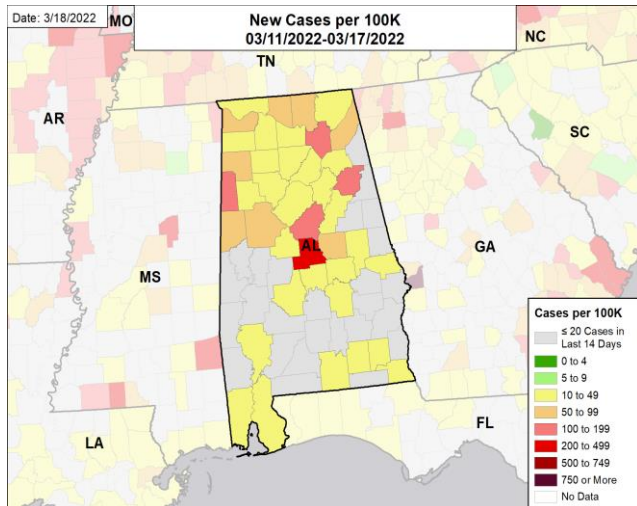 Date: 3/18/2022
New Cases per 100K
03/11/2022-03/17/2022
MO
TN
NC
AR
SC
AL
MS
GA
LA
FL
Cases per 100K
≤ 20 Cases in
Last 14 Days
0 to 4
5 to 9
10 to 49
50 to 99
100 to 199
200 to 499
500 to 749
750 or More
No Data